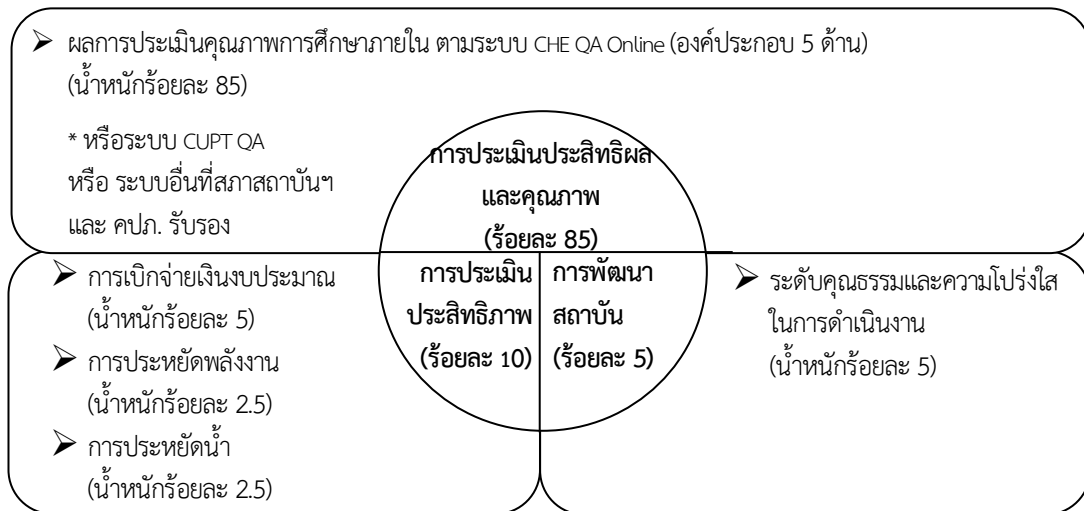 ➢ ผลการประเมินคุณภาพการศึกษาภายใน ตามระบบ CHE QA Online (องค์ประกอบ 5 ด้าน)
(น้ำหนักร้อยละ 85)
* หรือระบบ CUPT QA
หรือ ระบบอื่นที่สภาสถาบันฯ
และ คปภ. รับรอง
การประเมินประสิทธิผล
และคุณภาพ
(ร้อยละ 85)
➢ การเบิกจ่ายเงินงบประมาณ
(น้ำหนักร้อยละ 5)
➢ การประหยัดพลังงาน
(น้ำหนักร้อยละ 2.5)
➢ การประหยัดน้ำ
(น้ำหนักร้อยละ 2.5)
การประเมิน
ประสิทธิภาพ
(ร้อยละ 10)
การพัฒนา
สถาบัน
(ร้อยละ 5)
➢ ระดับคุณธรรมและความโปร่งใส
ในการดำเนินงาน
(น้ำหนักร้อยละ 5)